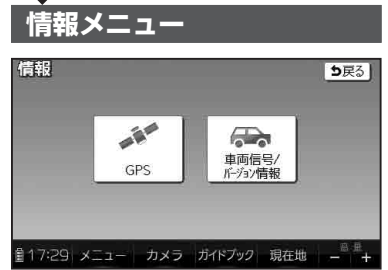 情報メニュー
情報
戻る
GPS
車両信号/
バージョン情報
17:29 メニュー カメラ ガイドブック 現在地 音量
− +